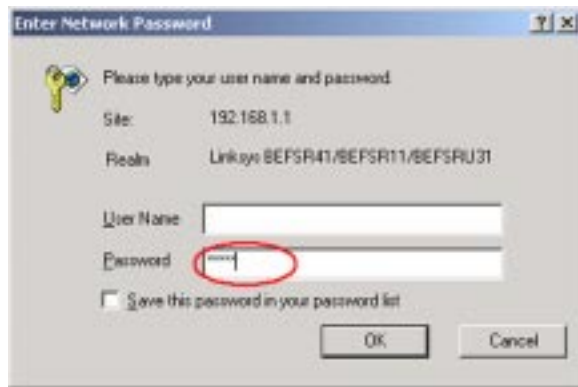 Enter Network Password
Please type your user name and password.
Site: 192.168.1.1
Realm Linksys BEFSR41/BEFSR11/BEFSRU31
User Name
Password *****
Save this password in your password list
OK Cancel